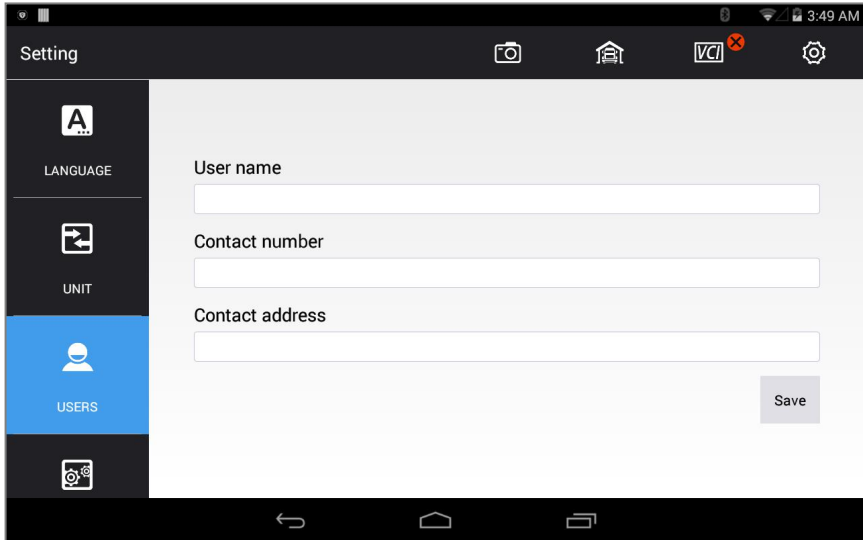 3:49 AM
Setting
VCI
A
LANGUAGE
User name
Contact number
UNIT
Contact address
USERS
Save